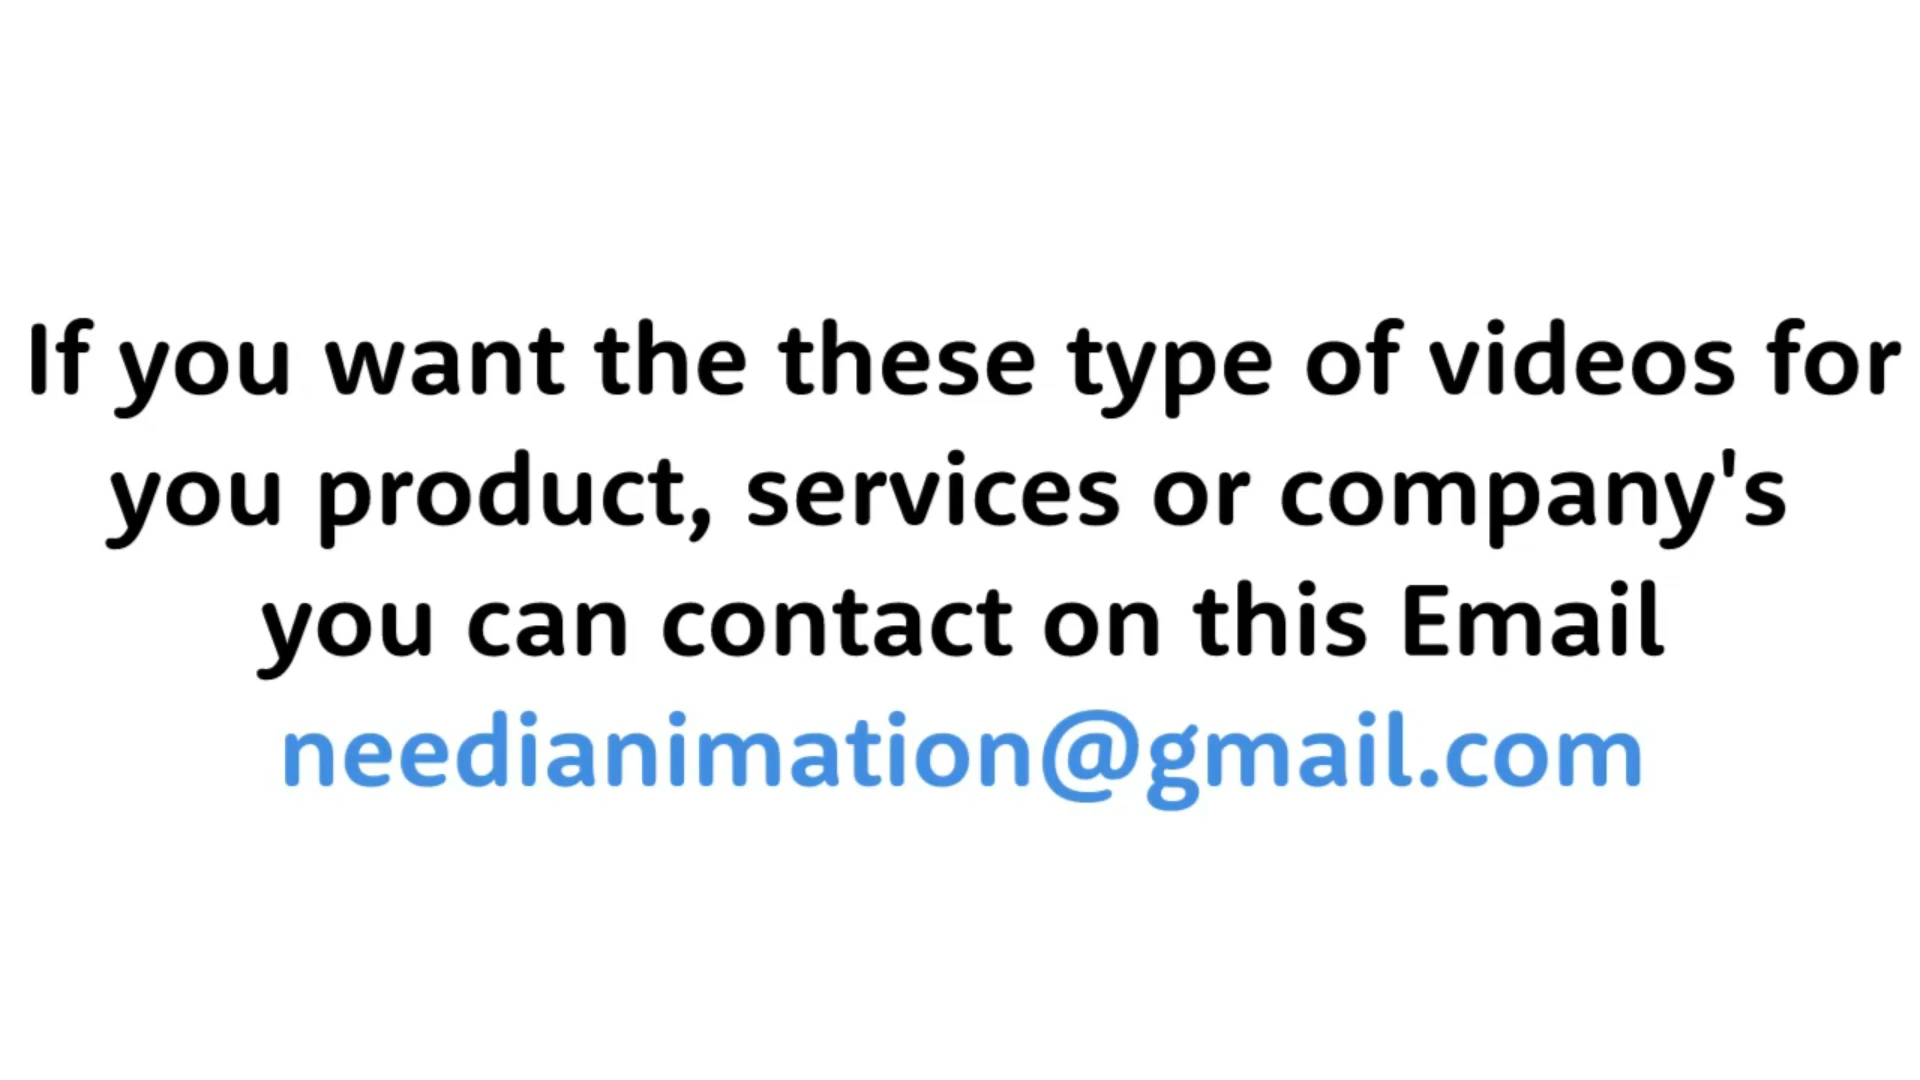 If you want the these type of videos for
you product, services or company's
you can contact on this Email
needianimation@gmail.com